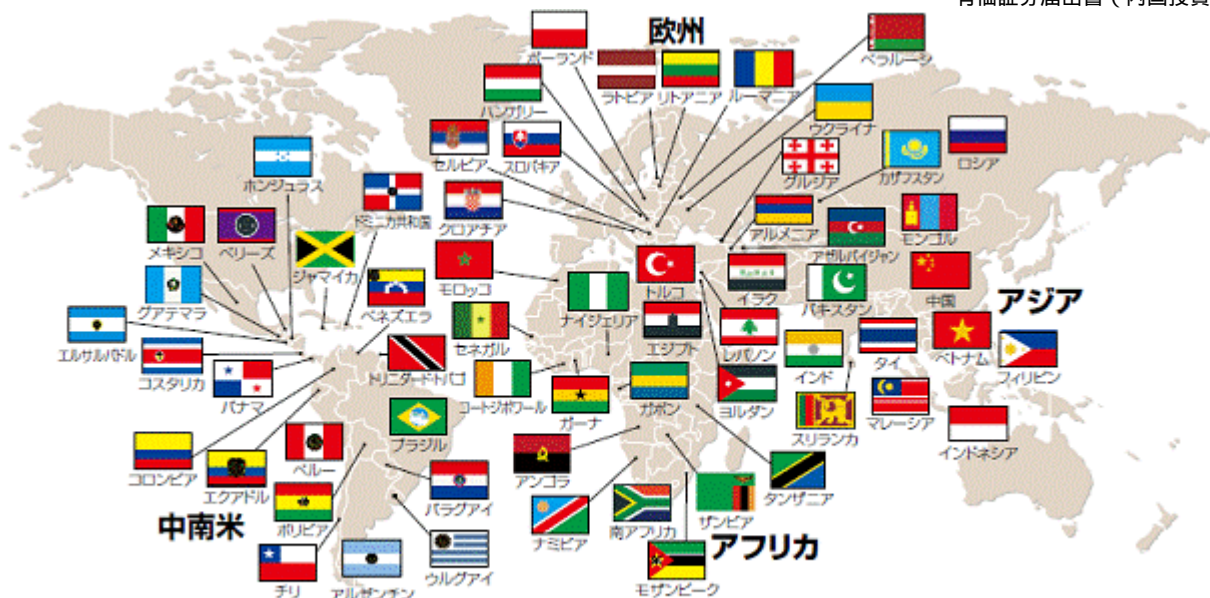 有価証券届出書（内国投資
欧州
ポーランド
ベラルーシ
ハンガリー
ラトビア
リトアニア
ルーマニア
ウクライナ
セルビア
スロバキア
グルジア
カザフスタン
ロシア
ホンジュラス
ドミニカ共和国
クロアチア
アルメニア
アゼルバイジャン
モンゴル
メキシコ
ベリーズ
ジャマイカ
モロッコ
トルコ
イラク
パキスタン
中国
アジア
グアテマラ
ベネズエラ
ナイジェリア
エルサルバドル
コスタリカ
パナマ
トリニダード・トバゴ
セネガル
エジプト
レバノン
インド
タイ
ベトナム
フィリピン
コートジボワール
ガーナ
ガボン
ヨルダン
スリランカ
マレーシア
インドネシア
コロンビア
エクアドル
ペルー
ブラジル
アンゴラ
タンザニア
中南米
ボリビア
パラグアイ
ナミビア
南アフリカ
ザンビア
アフリカ
チリ
アルゼンチン
ウルグアイ
モザンビーク